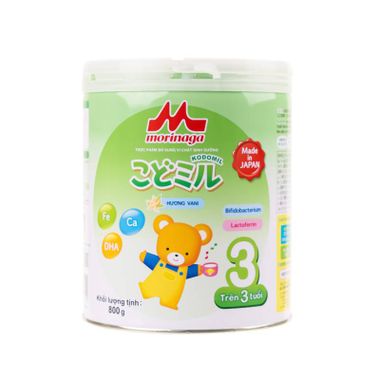 morinaga
THỰC PHẨM BỔ SUNG VI CHẤT DINH DƯỠNG
KODOMIL
こどミル
Made in
JAPAN
HƯƠNG VANI
Fe
Ca
DHA
Bifidobacterium
Lactoferrin
3
Trên 3 tuổi
Khối lượng tịnh:
800 g